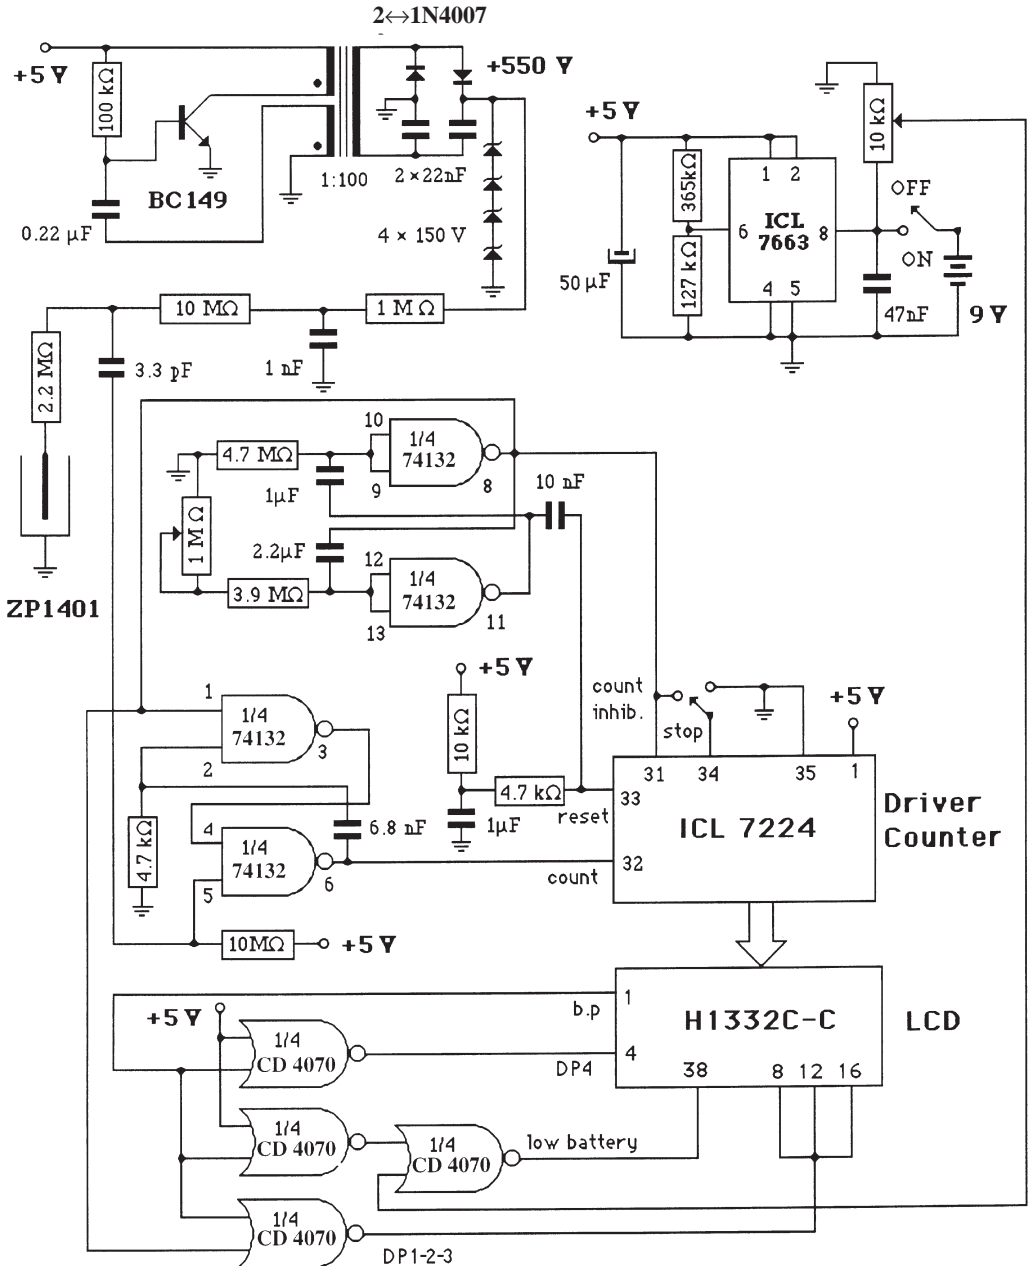 2↔1N4007
+5 V
100 kΩ
BC149
0.22 µF
1:100
2×22nF
+550 V
4 × 150 V
+5 V
365kΩ
127 kΩ
50 µF
1 2
ICL
7663
6
8
4 5
10 kΩ
OFF
ON
47nF
9 V
10 MΩ
1 MΩ
2.2 MΩ
3.3 pF
1 nF
ZP1401
4.7 MΩ
1µF
1 MΩ
2.2µF
3.9 MΩ
10
1/4
74132
9
8
10 nF
12
1/4
74132
13
11
+5 V
10 kΩ
4.7 kΩ
1µF
reset
count
inhib.
stop
+5 V
31 34 35 1
33
ICL 7224
32
Driver
Counter
count
1
1/4
74132
2
3
4
1/4
74132
5
6
6.8 nF
4.7 kΩ
10MΩ
+5 V
+5 V
1
b.p
H1332C-C
LCD
4
DP4
38 8 12 16
1/4
CD 4070
1/4
CD 4070
1/4
CD 4070
low battery
1/4
CD 4070
DP1-2-3